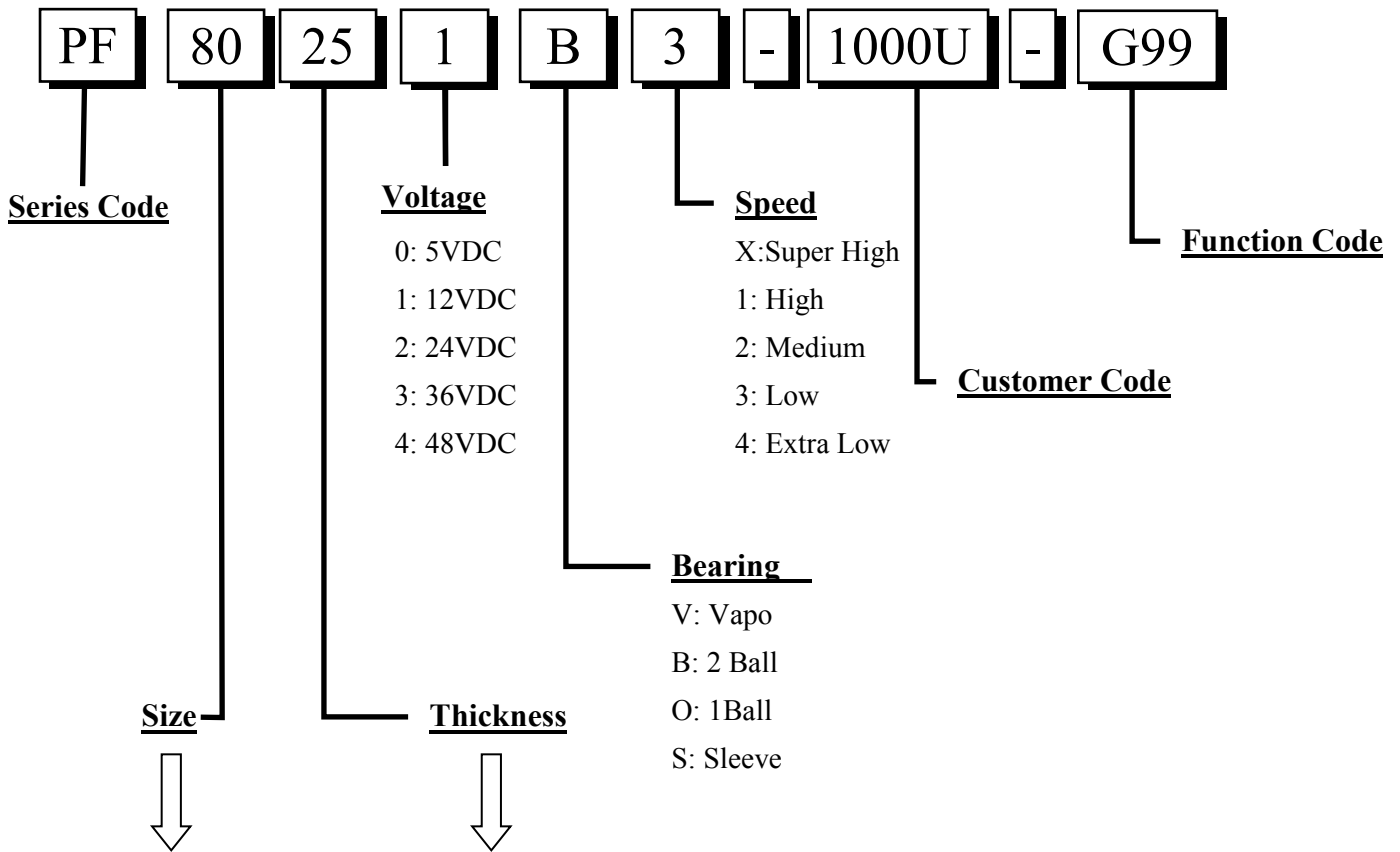 PF 80 25 1 B 3 - 1000U - G99
Series Code
Voltage
0: 5VDC
1: 12VDC
2: 24VDC
3: 36VDC
4: 48VDC
Speed
X:Super High
1: High
2: Medium
3: Low
4: Extra Low
Function Code
Customer Code
Bearing
V: Vapo
B: 2 Ball
O: 1Ball
S: Sleeve
Size
Thickness